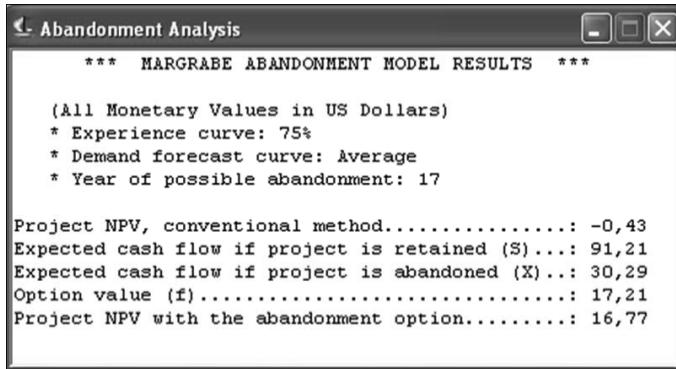 Abandonment Analysis
*** MARGRABE ABANDONMENT MODEL RESULTS ***
(All Monetary Values in US Dollars)
* Experience curve: 75%
* Demand forecast curve: Average
* Year of possible abandonment: 17
Project NPV, conventional method................: -0,43
Expected cash flow if project is retained (S)...: 91,21
Expected cash flow if project is abandoned (X)..: 30,29
Option value (f)................................: 17,21
Project NPV with the abandonment option.........: 16,77